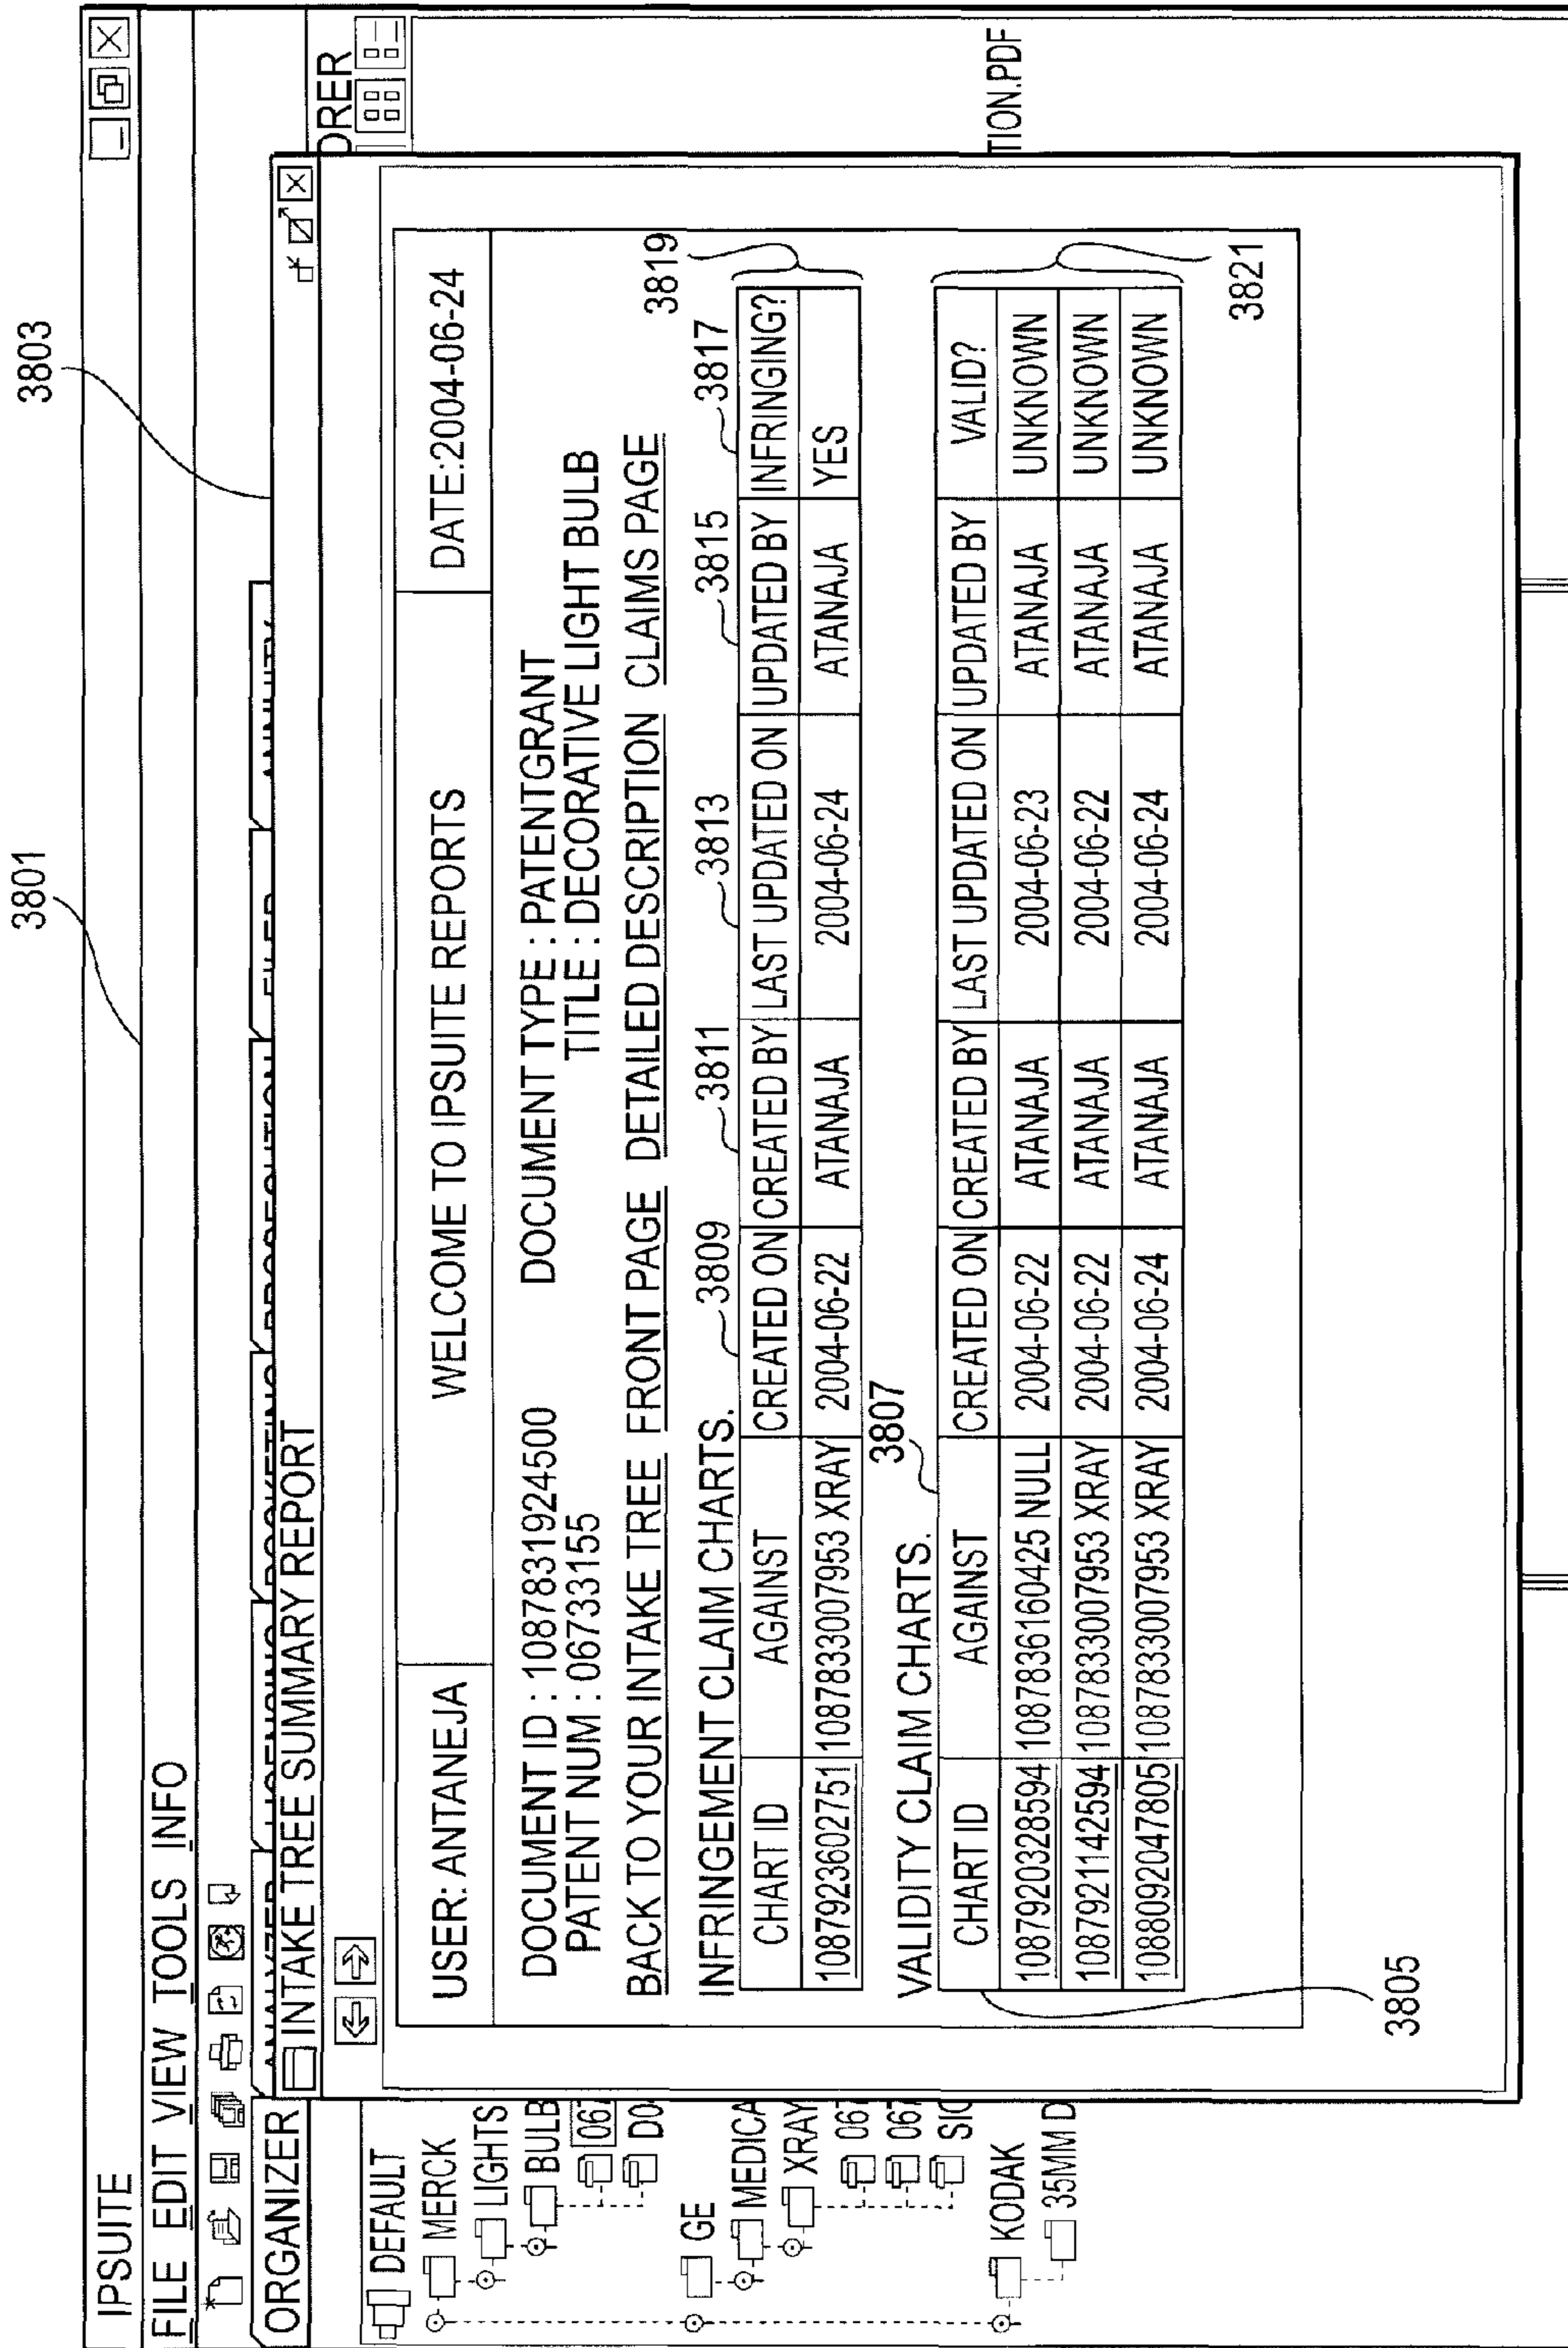 3801
3803
IPSUITE
FILE EDIT VIEW TOOLS INFO
ORGANIZER
INTAKE TREE SUMMARY REPORT
DEFAULT
MERCK
LIGHTS
BULB
067
D04
GE
MEDICA
XRAY
067
067
SIG
KODAK
35MM D
ORER
TION.PDF
USER: ANTANEJA WELCOME TO IPSUITE REPORTS DATE:2004-06-24
DOCUMENT ID : 1087831924500 DOCUMENT TYPE : PATENTGRANT
PATENT NUM : 06733155 TITLE : DECORATIVE LIGHT BULB
BACK TO YOUR INTAKE TREE FRONT PAGE DETAILED DESCRIPTION CLAIMS PAGE
INFRINGEMENT CLAIM CHARTS. 3809 3811 3813 3815 3817 3819
CHART ID AGAINST CREATED ON CREATED BY LAST UPDATED ON UPDATED BY INFRINGING?
1087923602751 1087833007953 XRAY 2004-06-22 ATANAJA 2004-06-24 ATANAJA YES
VALIDITY CLAIM CHARTS. 3807
CHART ID AGAINST CREATED ON CREATED BY LAST UPDATED ON UPDATED BY VALID?
1087920328594 1087836160425 NULL 2004-06-22 ATANAJA 2004-06-23 ATANAJA UNKNOWN
1087921142594 1087833007953 XRAY 2004-06-22 ATANAJA 2004-06-22 ATANAJA UNKNOWN
1088092047805 1087833007953 XRAY 2004-06-24 ATANAJA 2004-06-24 ATANAJA UNKNOWN
3821
3805